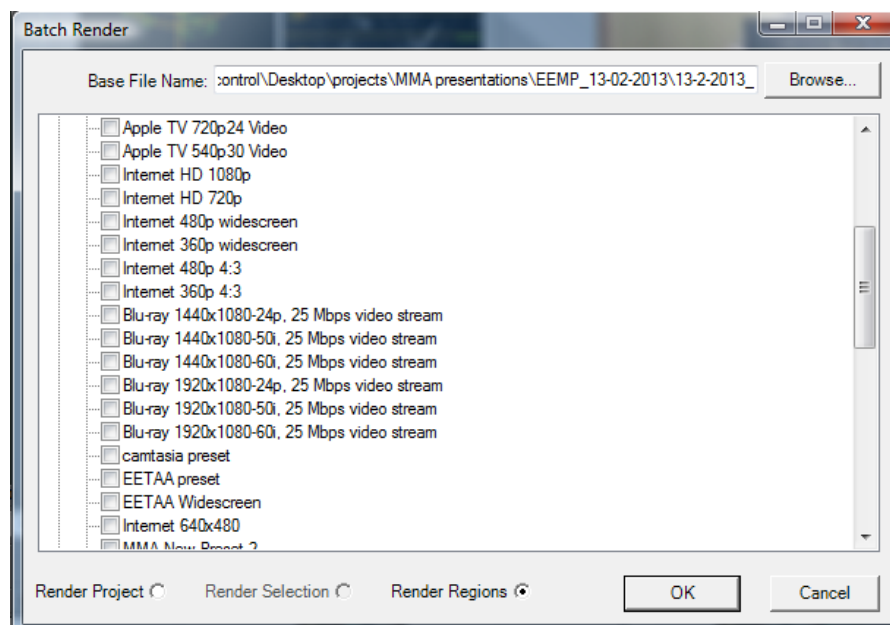 Batch Render
Base File Name: control\Desktop\projects\MMA presentations\EEMP_13-02-2013\13-2-2013_ Browse...
Apple TV 720p24 Video
Apple TV 540p30 Video
Internet HD 1080p
Internet HD 720p
Internet 480p widescreen
Internet 360p widescreen
Internet 480p 4:3
Internet 360p 4:3
Blu-ray 1440x1080-24p, 25 Mbps video stream
Blu-ray 1440x1080-50i, 25 Mbps video stream
Blu-ray 1440x1080-60i, 25 Mbps video stream
Blu-ray 1920x1080-24p, 25 Mbps video stream
Blu-ray 1920x1080-50i, 25 Mbps video stream
Blu-ray 1920x1080-60i, 25 Mbps video stream
camtasia preset
EETAA preset
EETAA Widescreen
Internet 640x480
MMA New Preset 2
Render Project Render Selection Render Regions OK Cancel